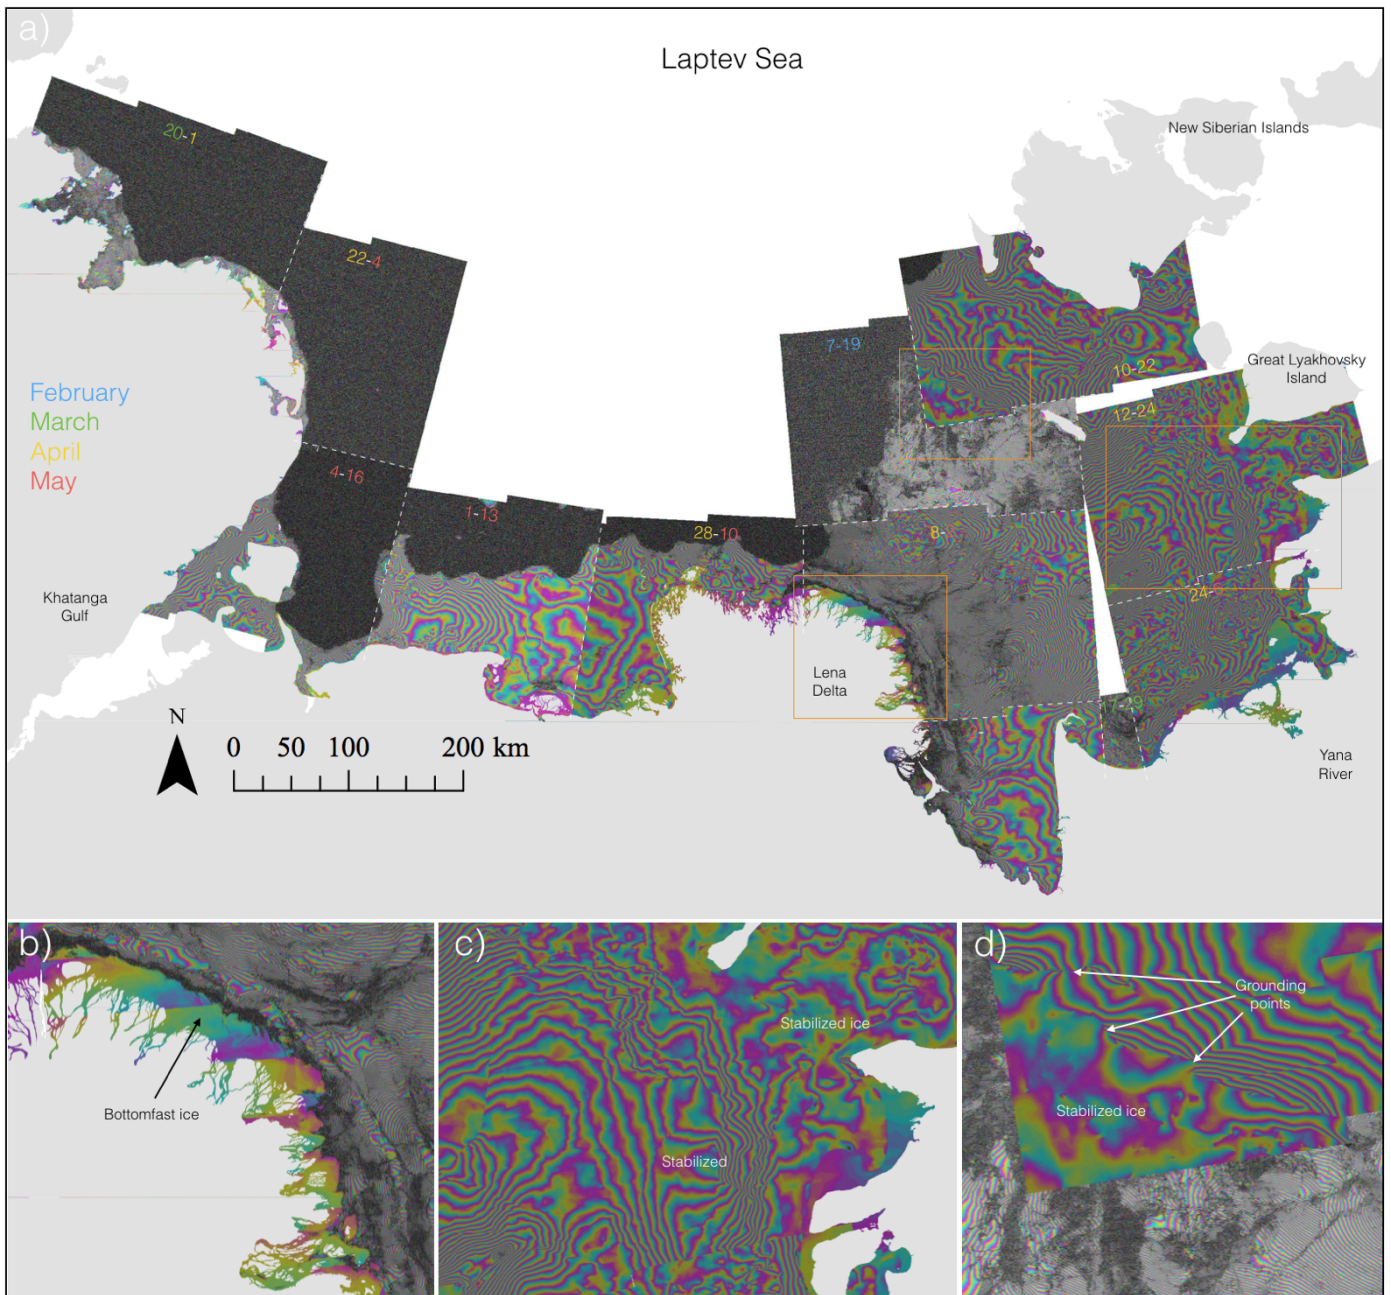 a)
Laptev Sea
New Siberian Islands
20-1
22-4
7-19
10-22
Great Lyakhovsky
Island
12-24
February
March
April
May
4-16
1-13
28-10
8-
24-
Khatanga
Gulf
Lena
Delta
N
0 50 100 200 km
Yana
River
b)
Bottomfast ice
c)
Stabilized ice
Stabilized
d)
Grounding
points
Stabilized ice